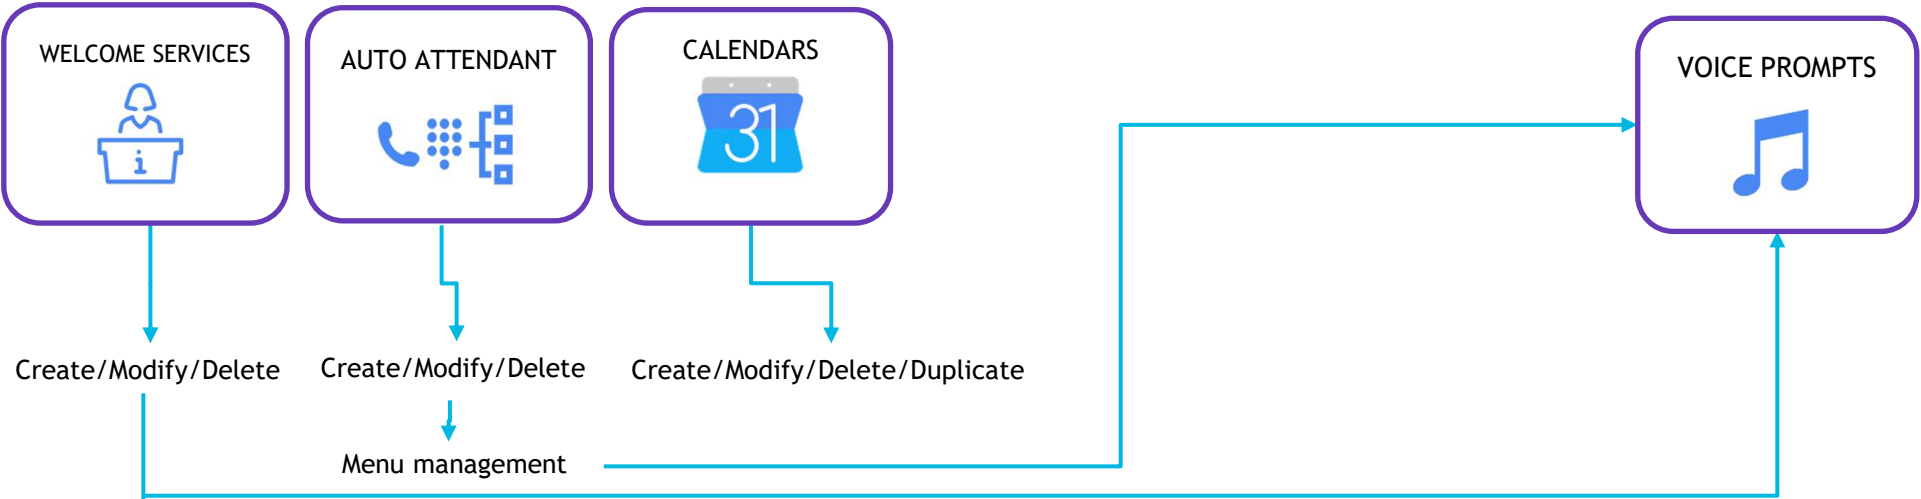 WELCOME SERVICES
i
AUTO ATTENDANT
CALENDARS
31
VOICE PROMPTS
Create/Modify/Delete
Create/Modify/Delete
Create/Modify/Delete/Duplicate
Menu management